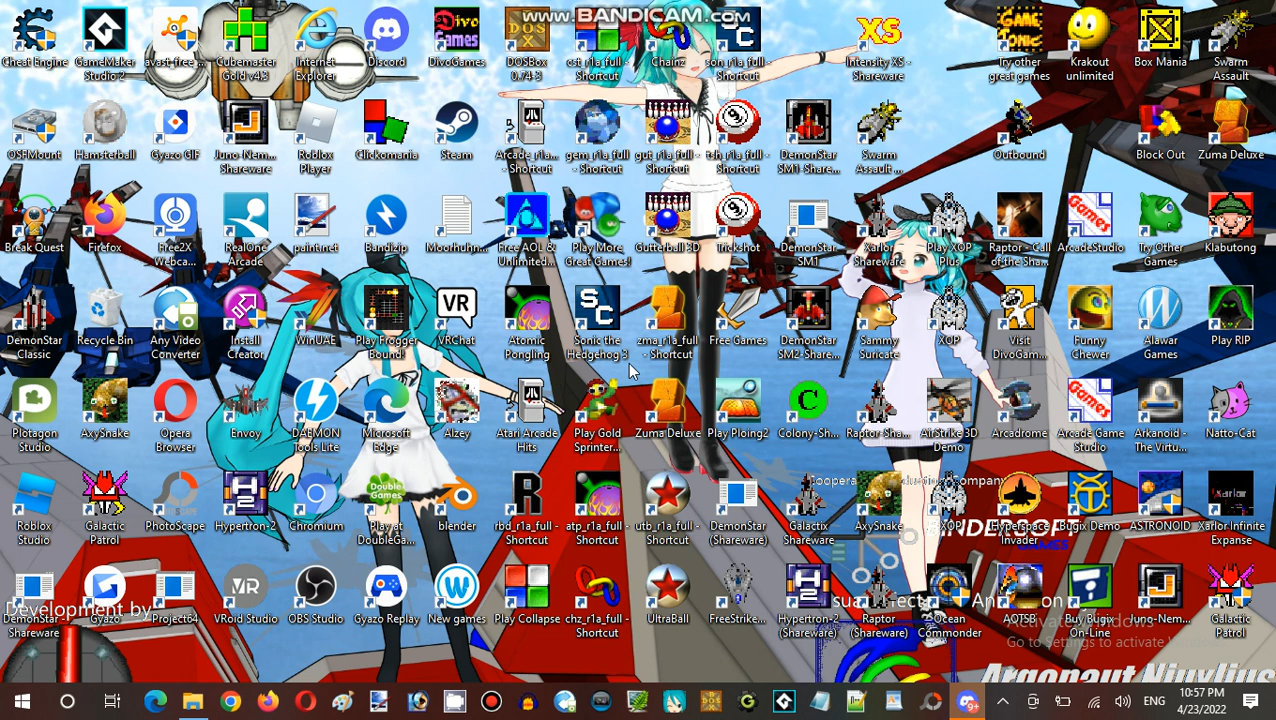 www.BANDICAM.com
Cheat Engine
GameMaker Studio 2
avast_free_...
Cubemaster Gold v4.3
Internet Explorer
Discord
DivoGames
DOSBox 0.74-3
cst_r1a_full - Shortcut
Chainz
son_r1a_full - Shortcut
Intensity XS - Shareware
Try other great games
Krakout unlimited
Box Mania
Swarm Assault
OSFMount
Hamsterball
Gyazo GIF
Juno-Nem... Shareware
Roblox Player
Clickomania
Steam
Arcade_r1a... - Shortcut
gem_r1a_full - Shortcut
gut_r1a_full - Shortcut
tsh_r1a_full - Shortcut
DemonStar SM1-Share...
Swarm Assault ...
Outbound
Block Out
Zuma Deluxe
Break Quest
Firefox
Free2X Webca...
RealOne Arcade
paint.net
Bandizip
Moorhuhn...
Free AOL & Unlimited...
Play More Great Games!
Gutterball 3D
Trickshot
DemonStar SM1
Xarlor Shareware
Play XOP Plus
Raptor - Call of the Sha...
ArcadeStudio
Try Other Games
Klabutong
DemonStar Classic
Recycle Bin
Any Video Converter
Install Creator
WinUAE
Play Frogger Bound!
VRChat
Atomic Pongling
Sonic the Hedgehog 3
zma_r1a_full - Shortcut
Free Games
DemonStar SM2-Share...
Sammy Suricate
XOP
Visit DivoGam...
Funny Chewer
Alawar Games
Play RIP
Plotagon Studio
AxySnake
Opera Browser
Envoy
DAEMON Tools Lite
Microsoft Edge
Alzey
Atari Arcade Hits
Play Gold Sprinter...
Zuma Deluxe
Play Ploing2
Colony-Sh...
Raptor-Sha...
AirStrike 3D Demo
Arcadrome
Arcade Game Studio
Arkanoid - The Virtu...
Natto-Cat
Roblox Studio
Galactic Patrol
PhotoScape
Hypertron-2
Chromium
Play at DoubleGa...
blender
rbd_r1a_full - Shortcut
atp_r1a_full - Shortcut
utb_r1a_full - Shortcut
DemonStar (Shareware)
Galactix Shareware
AxySnake
XOP
Hyperspace Invader
Bugix Demo
ASTRONOID
Xarlor Infinite Expanse
DemonStar Shareware
Gyazo
Project64
VRoid Studio
OBS Studio
Gyazo Replay
New games
Play Collapse
chz_r1a_full - Shortcut
UltraBall
FreeStrike...
Hypertron-2 (Shareware)
Raptor (Shareware)
Ocean Commander
AOTSB
Buy Bugix On-Line
Juno-Nem...
Galactic Patrol
Development by
Activate Windows
Go to Settings to activate
Argonaut
ENG
10:57 PM
4/23/2022
9+